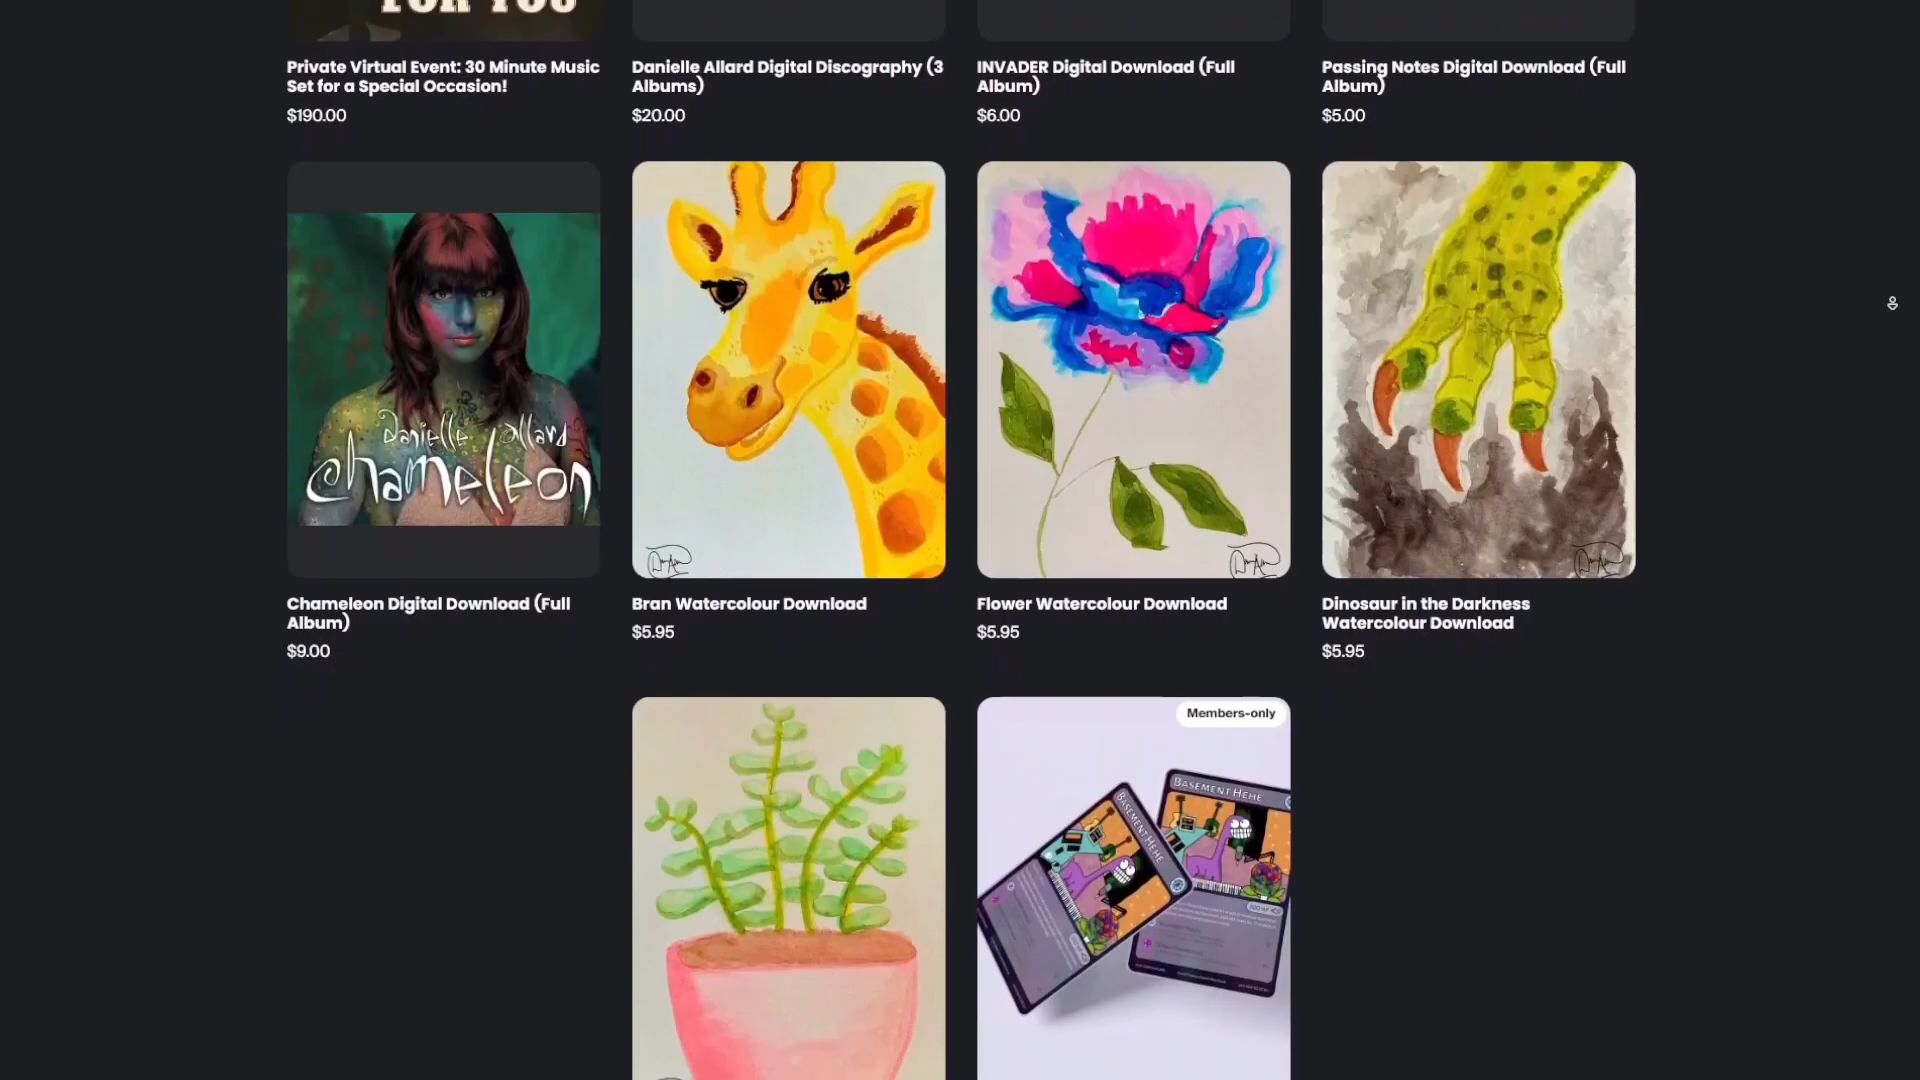 FOR YOU
Private Virtual Event: 30 Minute Music
Set for a Special Occasion!
$190.00
Danielle Allard Digital Discography (3
Albums)
$20.00
INVADER Digital Download (Full
Album)
$6.00
Passing Notes Digital Download (Full
Album)
$5.00
danielle allard
chameleon
Chameleon Digital Download (Full
Album)
$9.00
Bran Watercolour Download
$5.95
Flower Watercolour Download
$5.95
Dinosaur in the Darkness
Watercolour Download
$5.95
Members-only
BASEMENT HEHE
BASEMENT HEHE